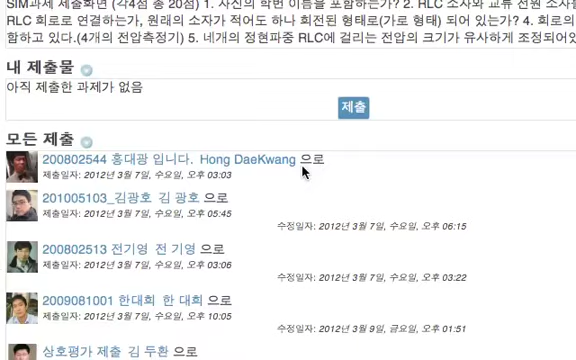 SIM과제 제출화면 (각4점 총 20점) 1. 자신의 학번 이름을 포함하는가? 2. RLC 소자와 교류 전원 소자를
RLC 회로로 연결하는가, 원래의 소자가 적어도 하나 회전된 형태로(가로 형태) 되어 있는가? 4. 회로의
함하고 있다.(4개의 전압측정기) 5. 네개의 정현파중 RLC에 걸리는 전압의 크기가 유사하게 조정되어있
내 제출물
아직 제출한 과제가 없음
제출
모든 제출
200802544 홍대광 입니다. Hong DaeKwang 으로
제출일자: 2012년 3월 7일, 수요일, 오후 03:03
201005103_김광호 김 광호 으로
제출일자: 2012년 3월 7일, 수요일, 오후 05:45
수정일자: 2012년 3월 7일, 수요일, 오후 06:15
200802513 전기영 전 기영 으로
제출일자: 2012년 3월 7일, 수요일, 오후 03:06
수정일자: 2012년 3월 7일, 수요일, 오후 03:22
2009081001 한대희 한 대희 으로
제출일자: 2012년 3월 7일, 수요일, 오후 10:05
수정일자: 2012년 3월 9일, 금요일, 오후 01:51
상호평가 제출 김 두환 으로